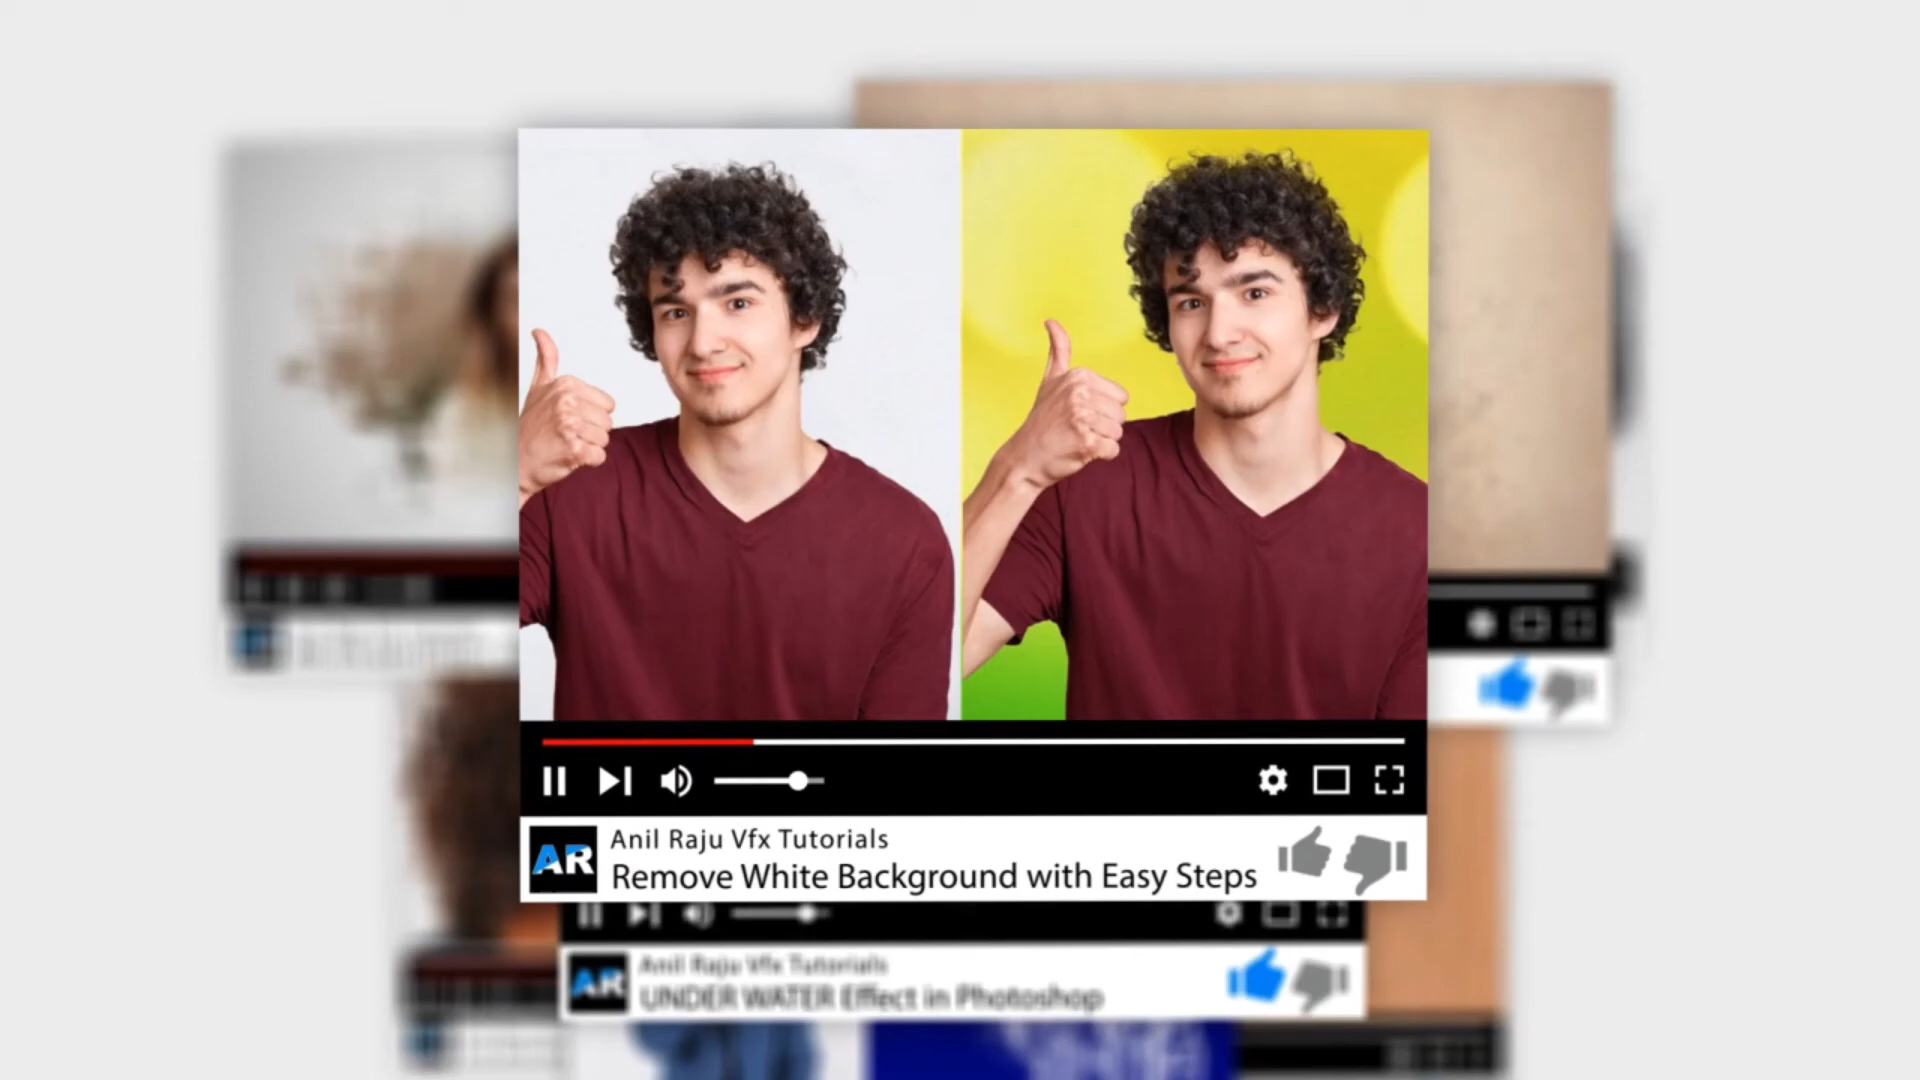 AR
Anil Raju Vfx Tutorials
Remove White Background with Easy Steps
AR
Anil Raju Vfx Tutorials
UNDER WATER Effect in Photoshop